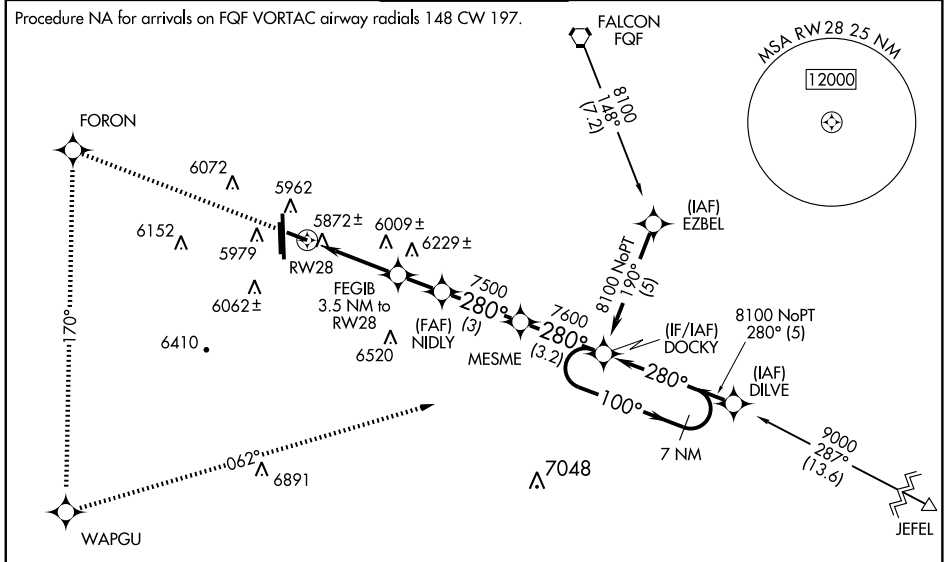 Procedure NA for arrivals on FQF VORTAC airway radials 148 CW 197.
FALCON
FQF
MSA RW28 25 NM
12000
8100
148°
(7.2)
FORON
6072
5962
5872±
6009±
6229±
6152
5979
RW28
6062±
6410
FEGIB
3.5 NM to
RW28
(FAF)
NIDLY
7500
280°
(3)
6520
MESME
7600
280°
(3.2)
(IAF)
EZBEL
8100 NoPT
190°
(5)
(IF/IAF)
DOCKY
8100 NoPT
280° (5)
(IAF)
DILVE
280°
100°
7 NM
170°
062°
6891
7048
9000
287°
(13.6)
JEFEL
WAPGU